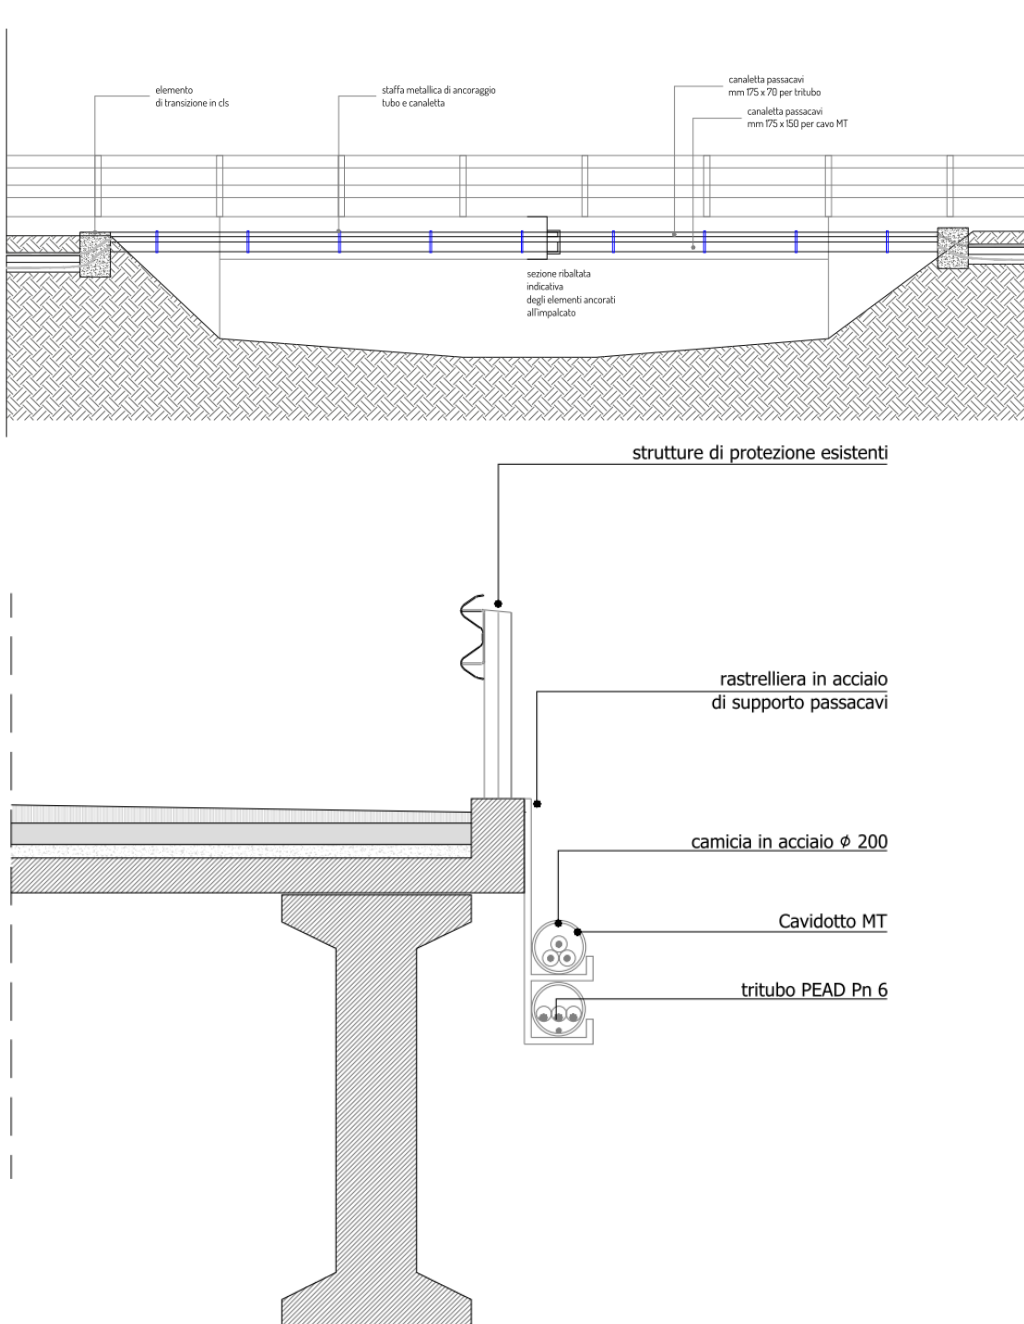 elemento
di transizione in cls
staffa metallica di ancoraggio
tubo e canaletta
canaletta passacavi
mm 175 x 70 per tritubo
canaletta passacavi
mm 175 x 150 per cavo MT
sezione ribaltata
indicativa
degli elementi ancorati
all'impalcato
strutture di protezione esistenti
rastrelliera in acciaio
di supporto passacavi
camicia in acciaio ϕ 200
Cavidotto MT
tritubo PEAD Pn 6